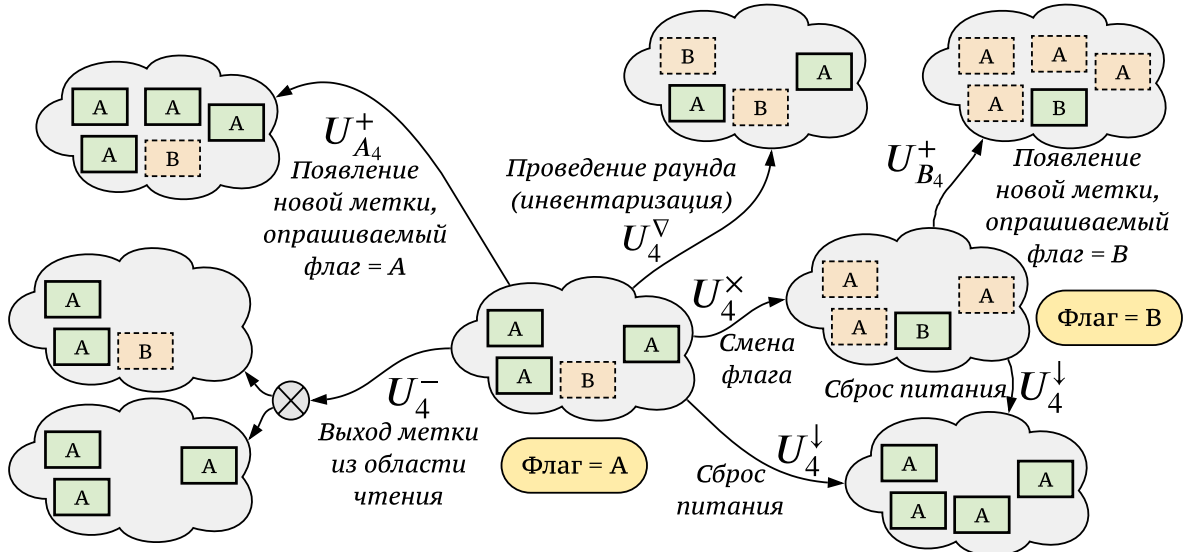 A A A
A B
U_{A_4}^+
Появление
новой метки,
опрашиваемый
флаг = A
B A
A B
Проведение раунда
(инвентаризация)
U_4^∇
A A A
A B
U_{B_4}^+
Появление
новой метки,
опрашиваемый
флаг = B
A
A B
A
A A
U_4^-
Выход метки
из области
чтения
A A
A B
Флаг = A
U_4^×
Смена
флага
A A
A B
Флаг = B
Сброс питания
U_4^↓
U_4^↓
Сброс
питания
A A
A A